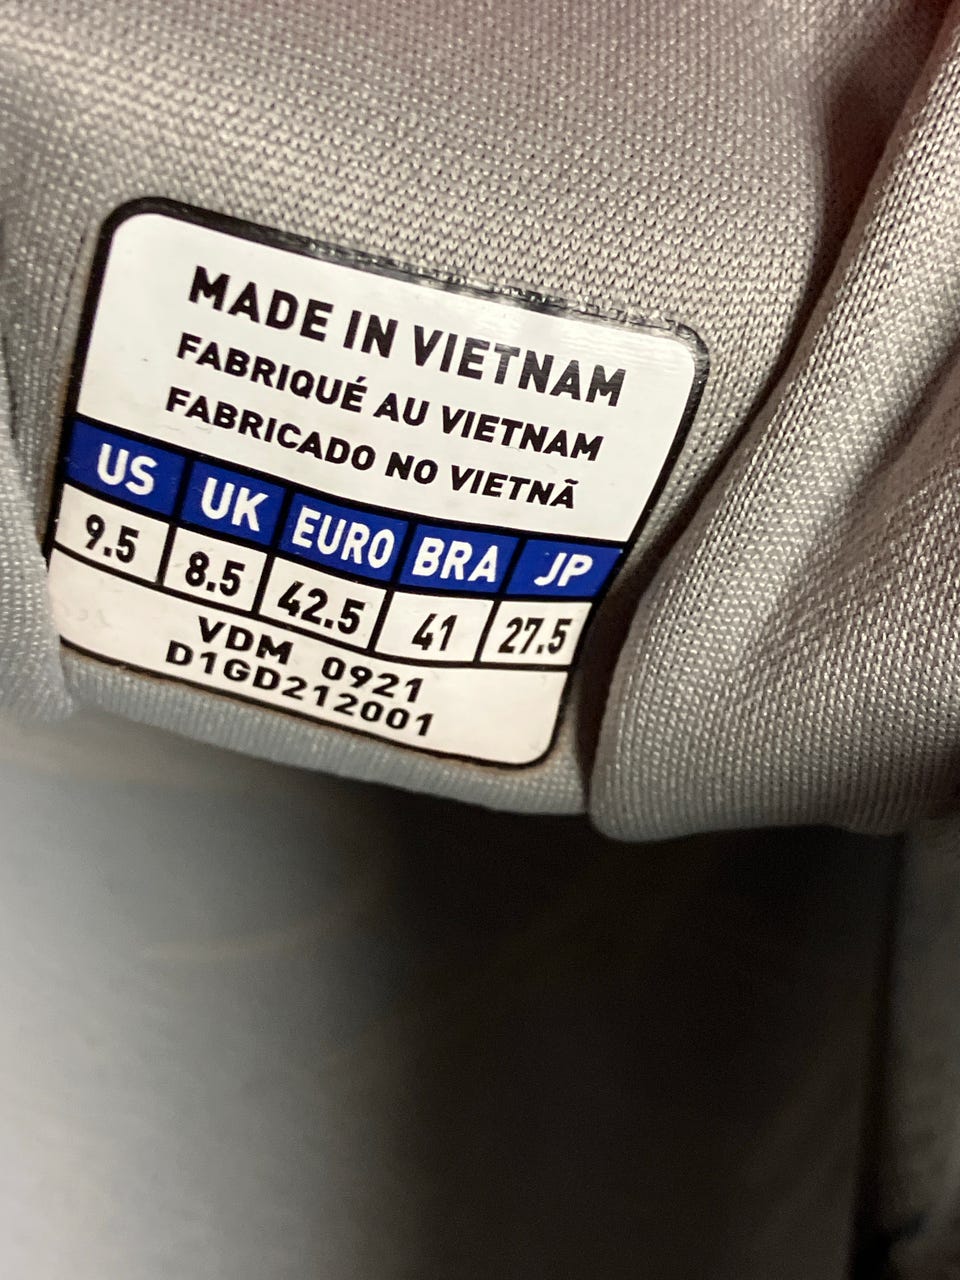 MADE IN VIETNAM
FABRIQUÉ AU VIETNAM
FABRICADO NO VIETNÃ
US UK EURO BRA JP
9.5 8.5 42.5 41 27.5
VDM 0921
D1GD212001